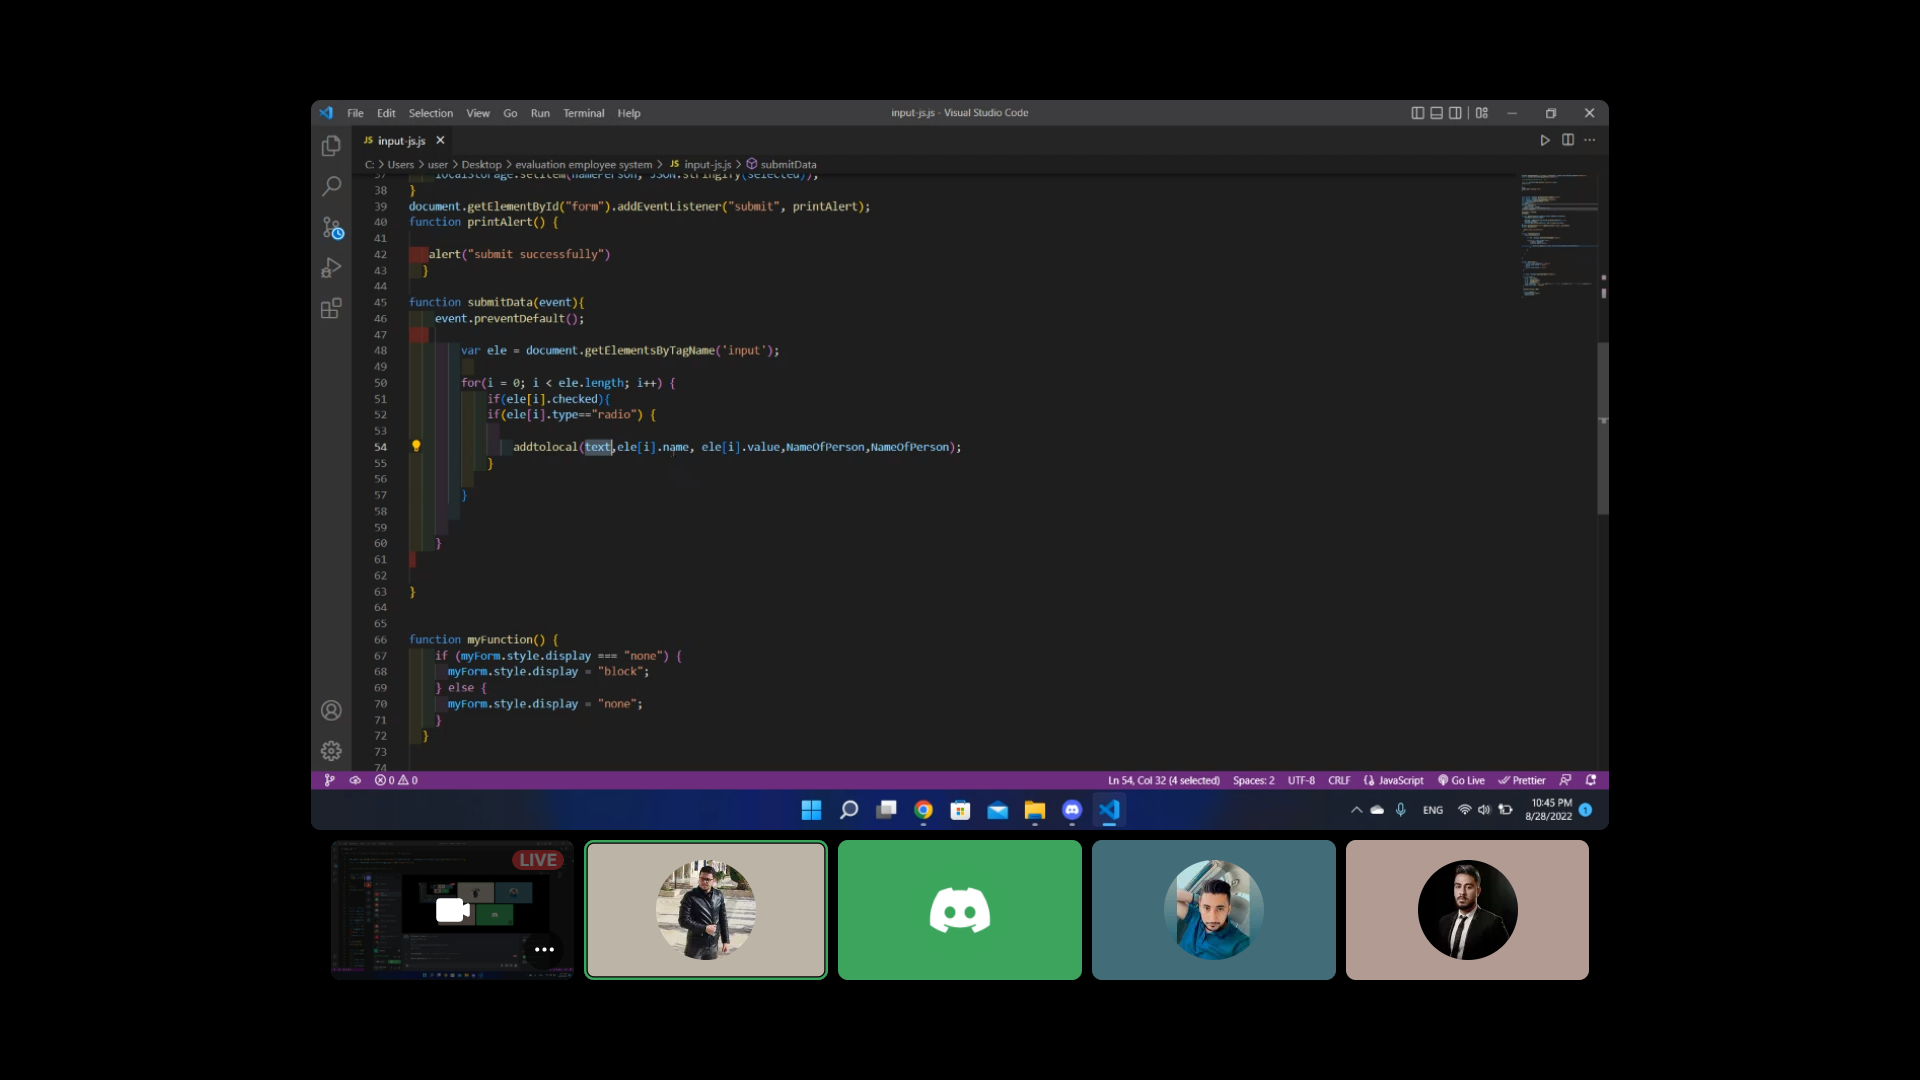 File Edit Selection View Go Run Terminal Help
input-js.js - Visual Studio Code
JS input-js.js
C: > Users > user > Desktop > evaluation employee system > JS input-js.js > submitData
37 localStorage.setItem(namePerson, JSON.stringify(selected));
38 }
39 document.getElementById("form").addEventListener("submit", printAlert);
40 function printAlert() {
41
42 alert("submit successfully")
43 }
44
45 function submitData(event){
46 event.preventDefault();
47
48 var ele = document.getElementsByTagName('input');
49
50 for(i = 0; i < ele.length; i++) {
51 if(ele[i].checked){
52 if(ele[i].type=="radio") {
53
54 addtolocal(text,ele[i].name, ele[i].value,NameOfPerson,NameOfPerson);
55 }
56
57 }
58
59
60 }
61
62
63 }
64
65
66 function myFunction() {
67 if (myForm.style.display === "none") {
68 myForm.style.display = "block";
69 } else {
70 myForm.style.display = "none";
71 }
72 }
73
74
0 0
Ln 54, Col 32 (4 selected) Spaces: 2 UTF-8 CRLF JavaScript Go Live Prettier
ENG
10:45 PM
8/28/2022
1
LIVE